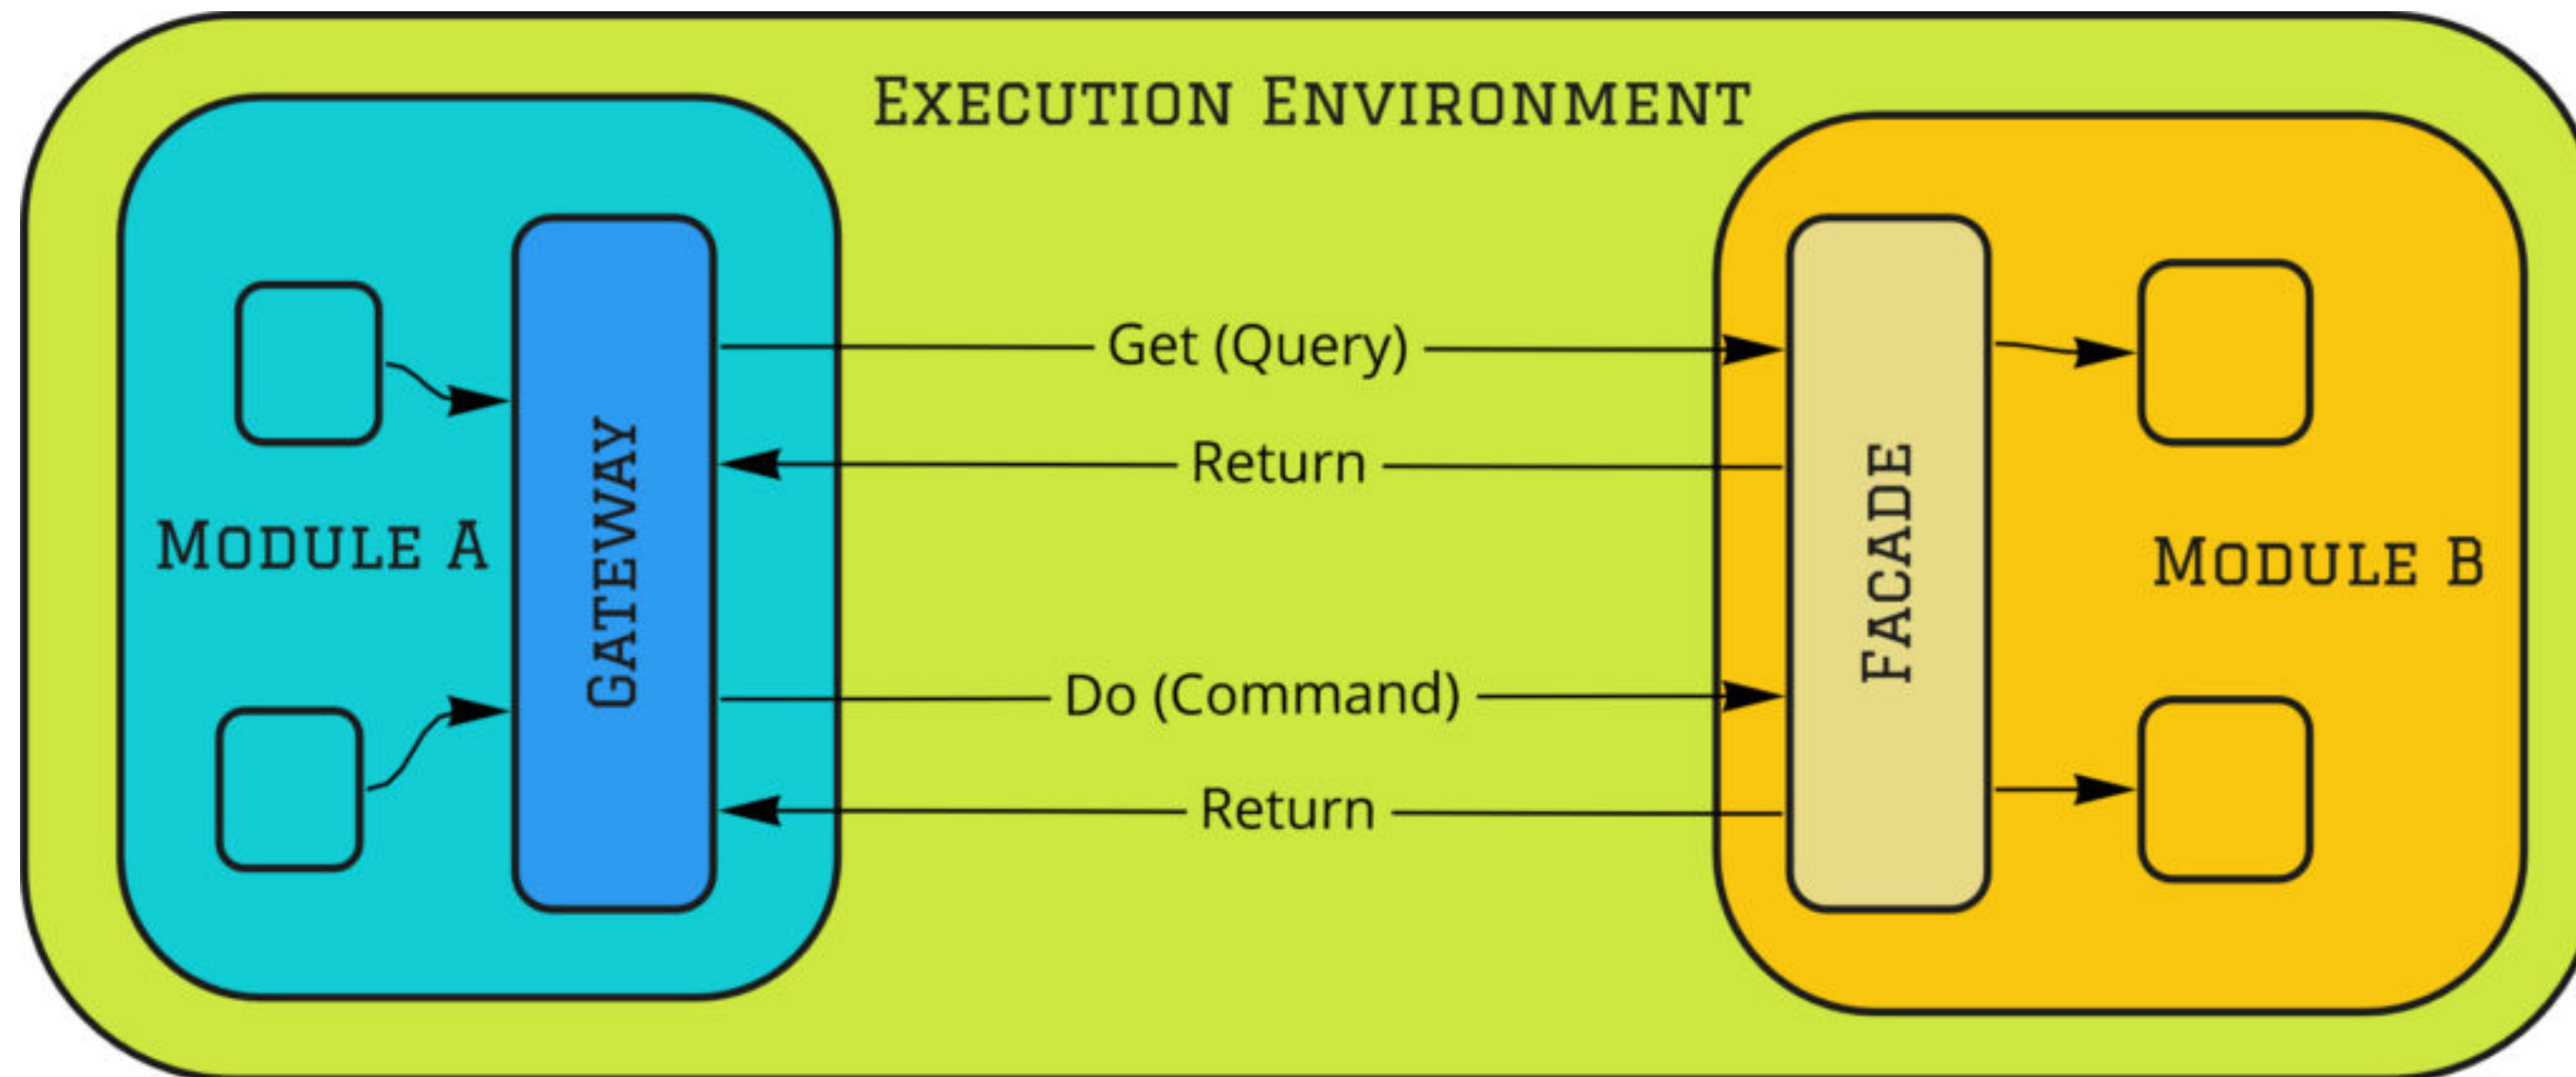 Execution Environment
Get (Query)
Return
Module A
Gateway
Facade
Module B
Do (Command)
Return